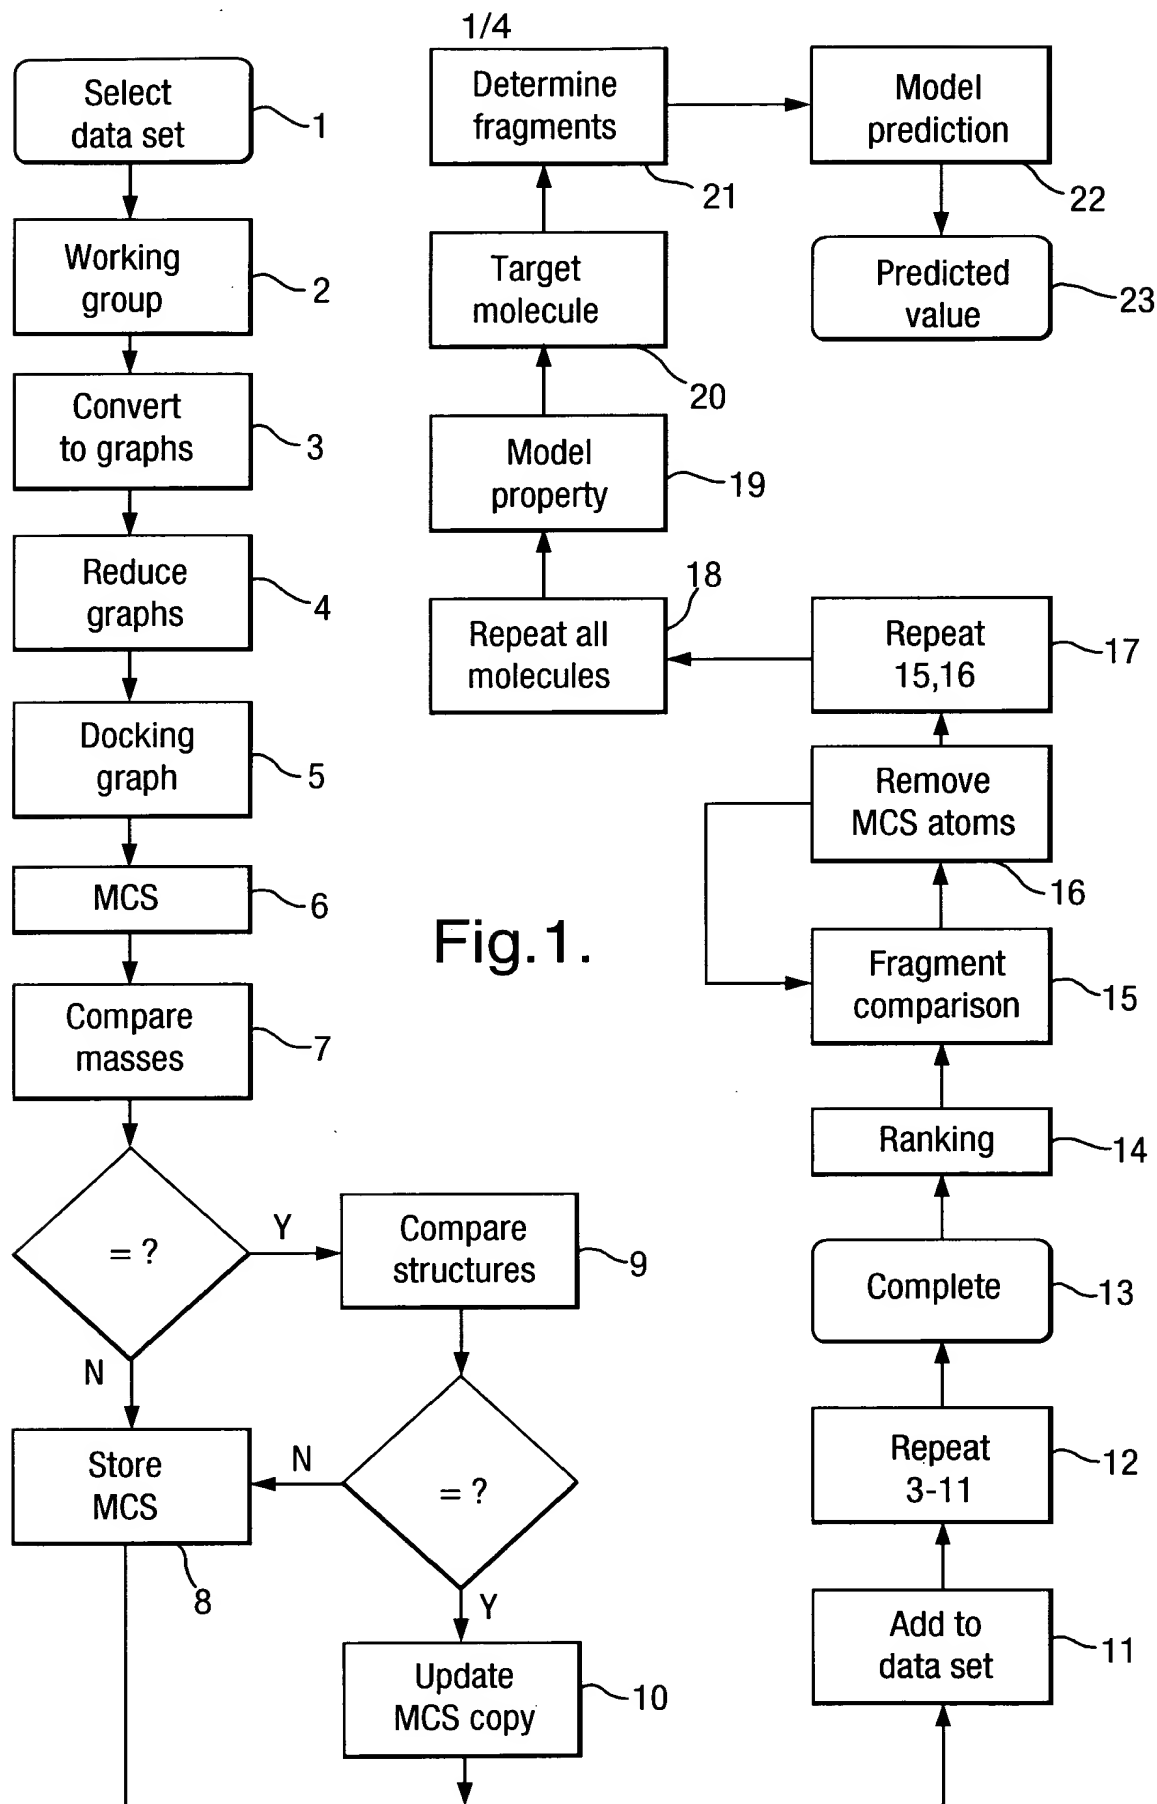 1/4
Select
data set
1
Working
group
2
Convert
to graphs
3
Reduce
graphs
4
Docking
graph
5
MCS
6
Compare
masses
7
= ?
Y
N
Store
MCS
8
Compare
structures
9
= ?
N
Y
Update
MCS copy
10
Add to
data set
11
Repeat
3-11
12
Complete
13
Ranking
14
Fragment
comparison
15
Remove
MCS atoms
16
Repeat
15,16
17
Repeat all
molecules
18
Model
property
19
Target
molecule
20
Determine
fragments
21
Model
prediction
22
Predicted
value
23
Fig.1.